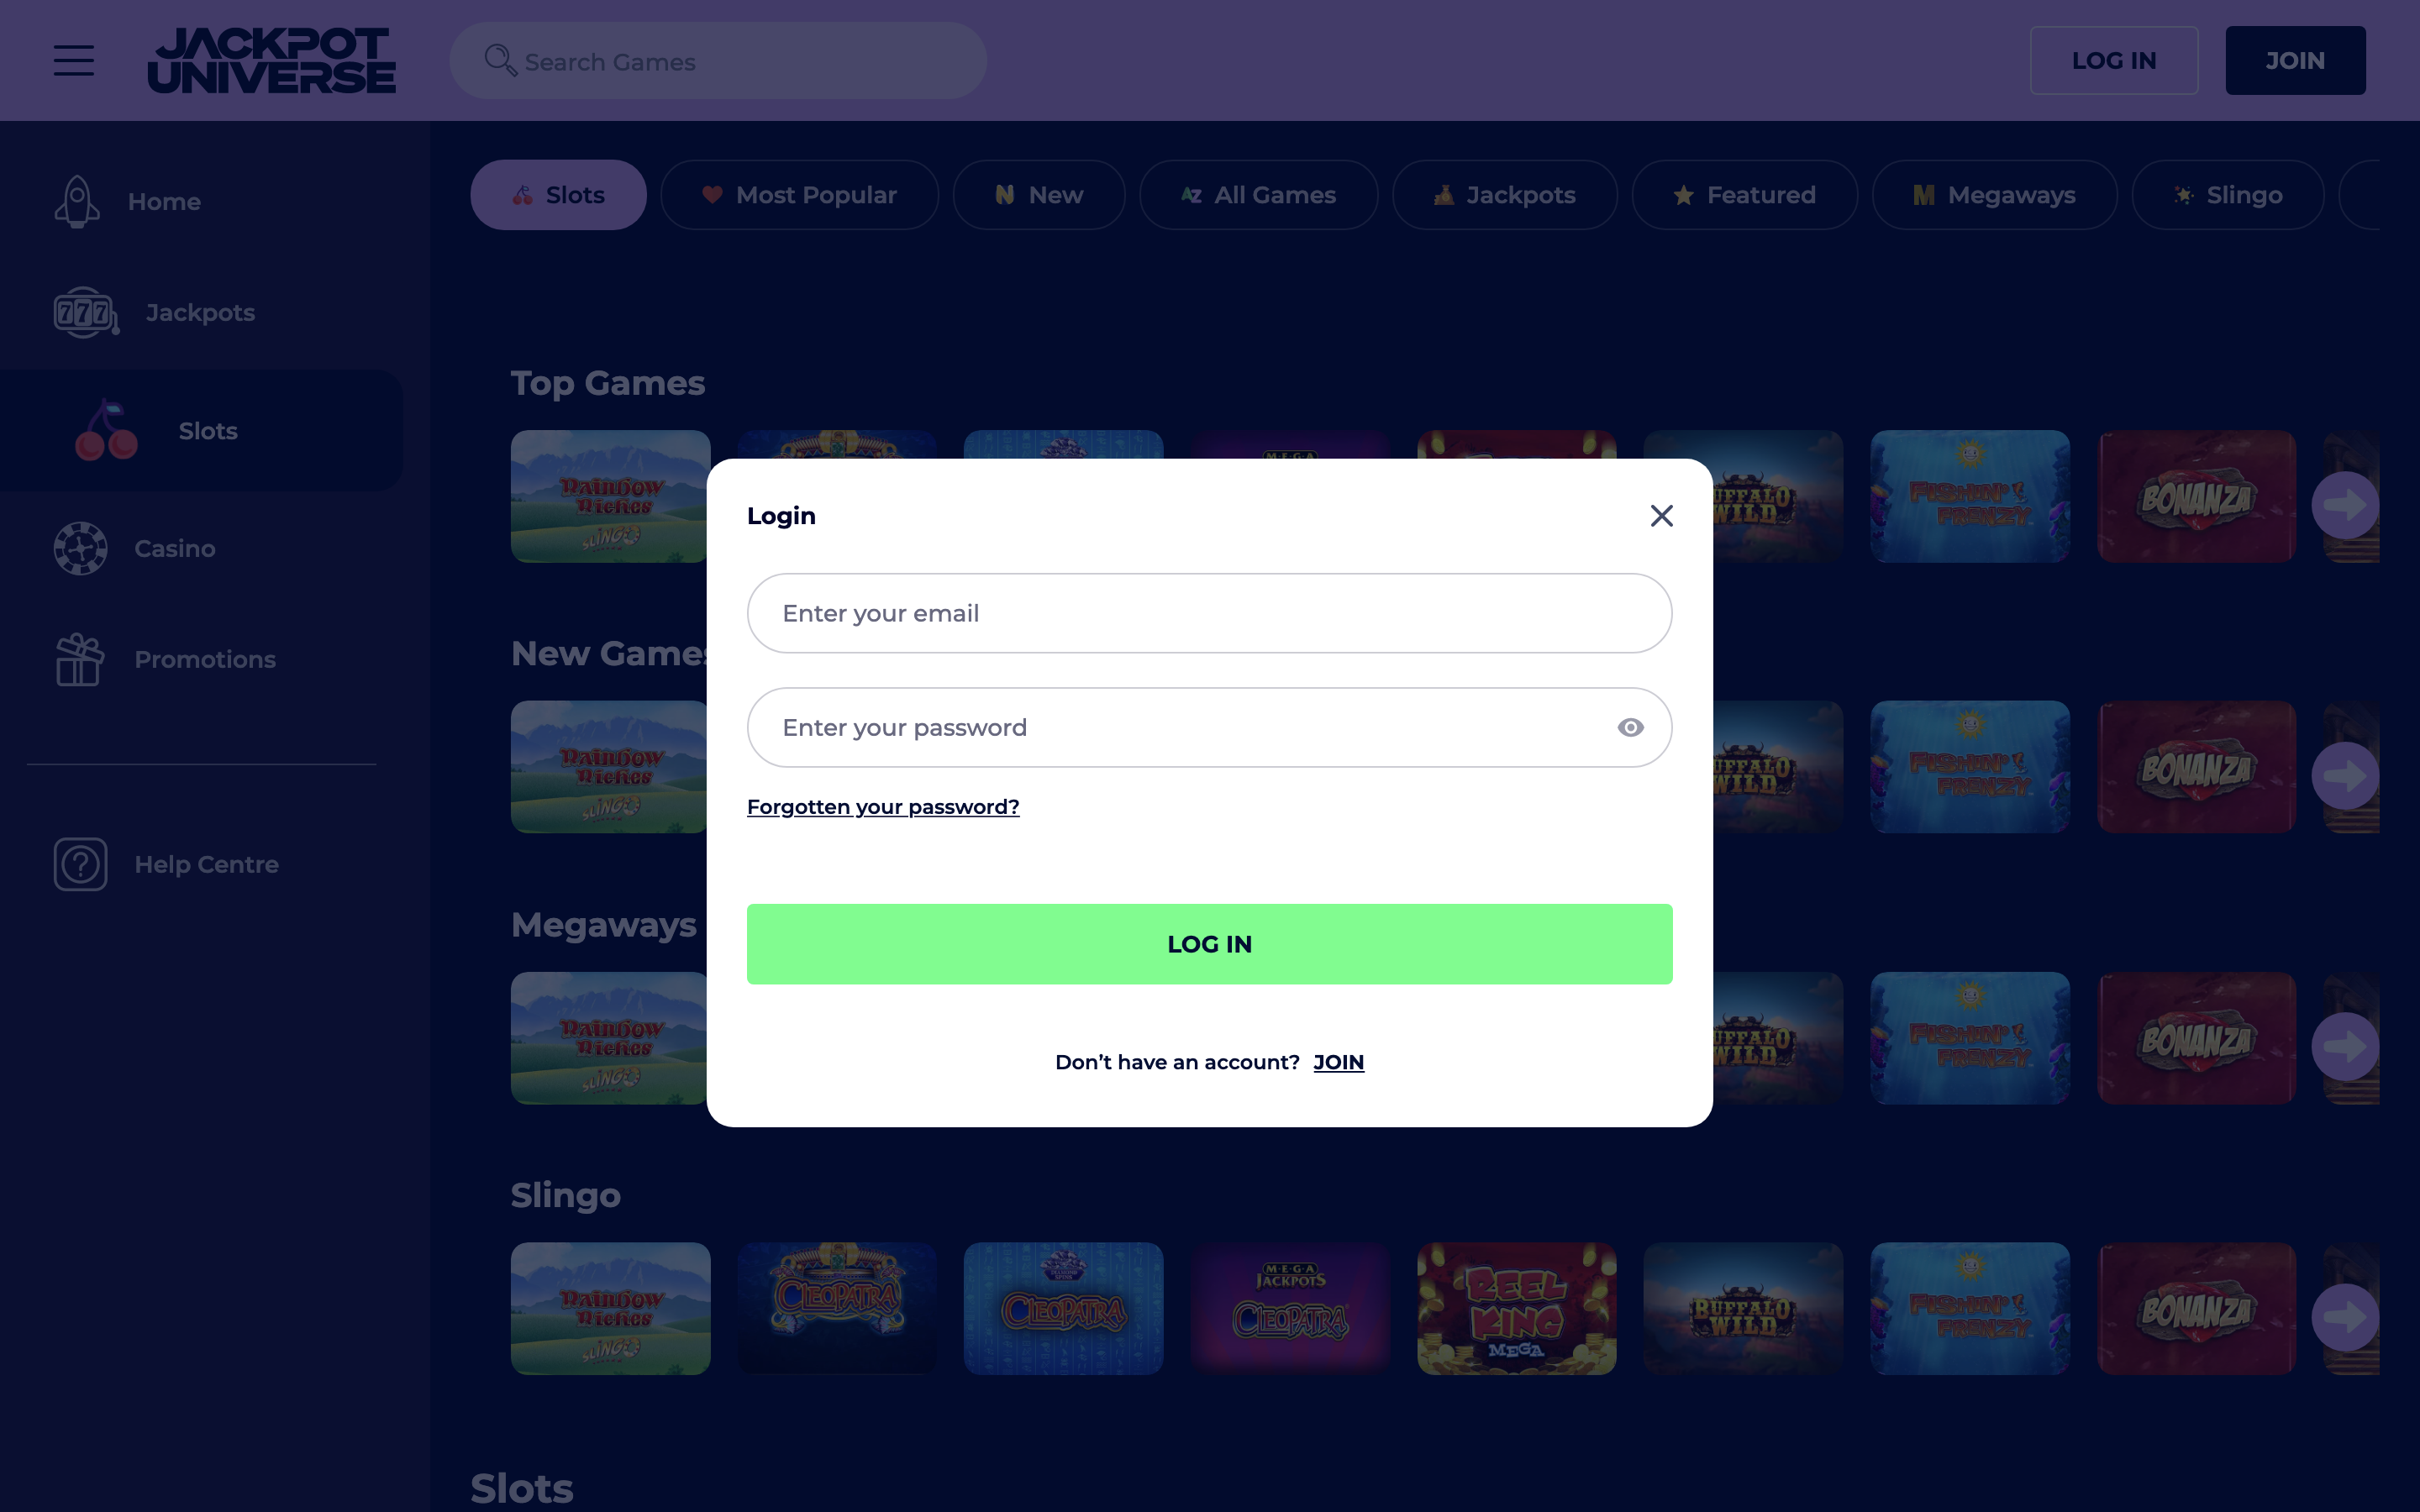 JACKPOT
UNIVERSE
Search Games
LOG IN
JOIN
Home
Jackpots
Slots
Casino
Promotions
Help Centre
Slots
Most Popular
N New
AZ All Games
Jackpots
Featured
M Megaways
Slingo
Top Games
Rainbow
Riches
SLINGO
MEGA
BUFFALO
WILD
FISHIN'
FRENZY
BONANZA
Login
Enter your email
Enter your password
Forgotten your password?
LOG IN
Don't have an account? JOIN
New Games
Rainbow
Riches
SLINGO
BUFFALO
WILD
FISHIN'
FRENZY
BONANZA
Megaways
Rainbow
Riches
SLINGO
BUFFALO
WILD
FISHIN'
FRENZY
BONANZA
Slingo
Rainbow
Riches
SLINGO
CLEOPATRA
CLEOPATRA
MEGA
JACKPOTS
CLEOPATRA
REEL
KING
MEGA
BUFFALO
WILD
FISHIN'
FRENZY
BONANZA
Slots